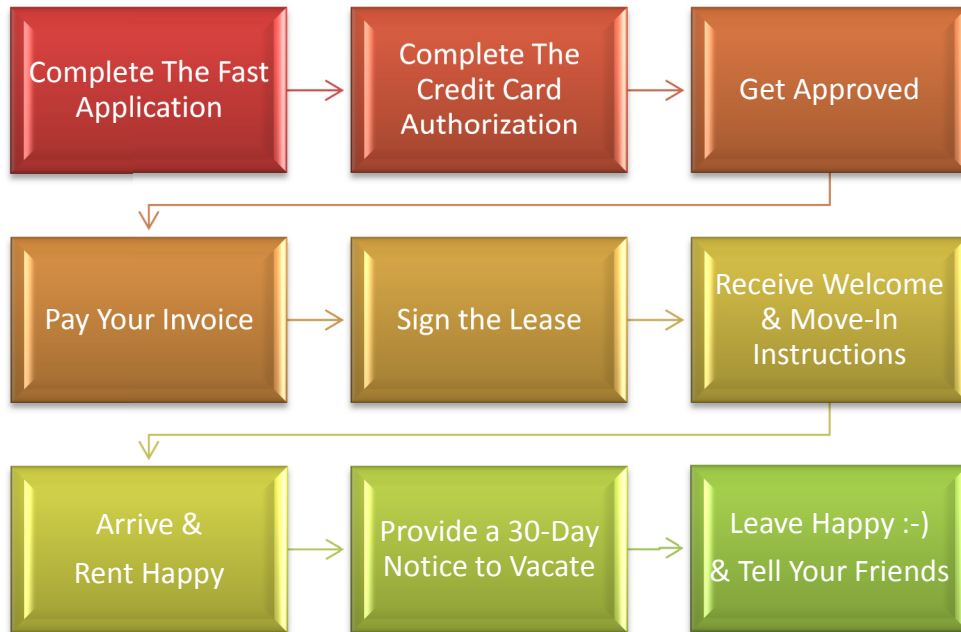 Complete The Fast
Application
Complete The
Credit Card
Authorization
Get Approved
Pay Your Invoice
Sign the Lease
Receive Welcome
& Move-In
Instructions
Arrive &
Rent Happy
Provide a 30-Day
Notice to Vacate
Leave Happy :-)
& Tell Your Friends